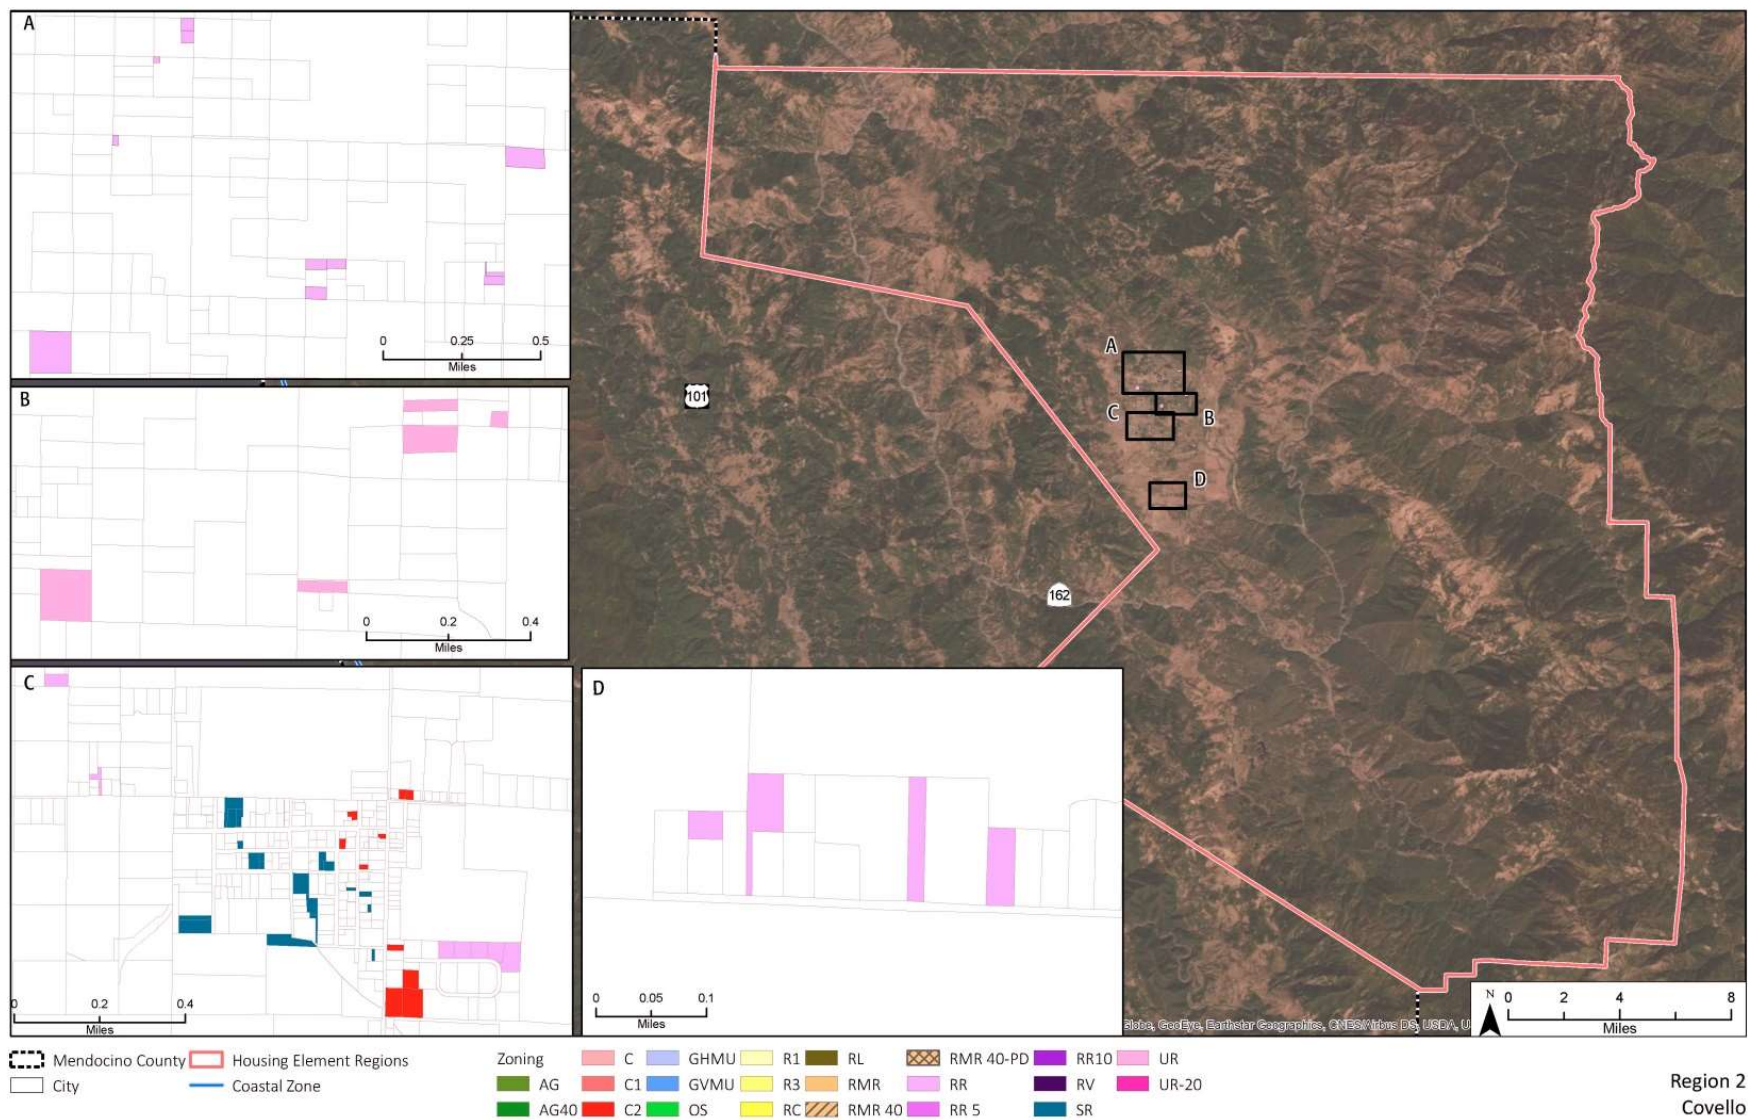 A
0 0.25 0.5
Miles
B
0 0.2 0.4
Miles
C
0 0.2 0.4
Miles
D
0 0.05 0.1
Miles
101
A
B
C
D
162
Globe, GeoEye, Earthstar Geographics, CNES/Airbus DS, USDA, U
N
0 2 4 8
Miles
Mendocino County
City
Housing Element Regions
Coastal Zone
Zoning
AG
AG40
C
C1
C2
GHMU
GVMU
OS
R1
R3
RC
RL
RMR
RMR 40
RMR 40-PD
RR
RR 5
RR10
RV
SR
UR
UR-20
Region 2
Covello